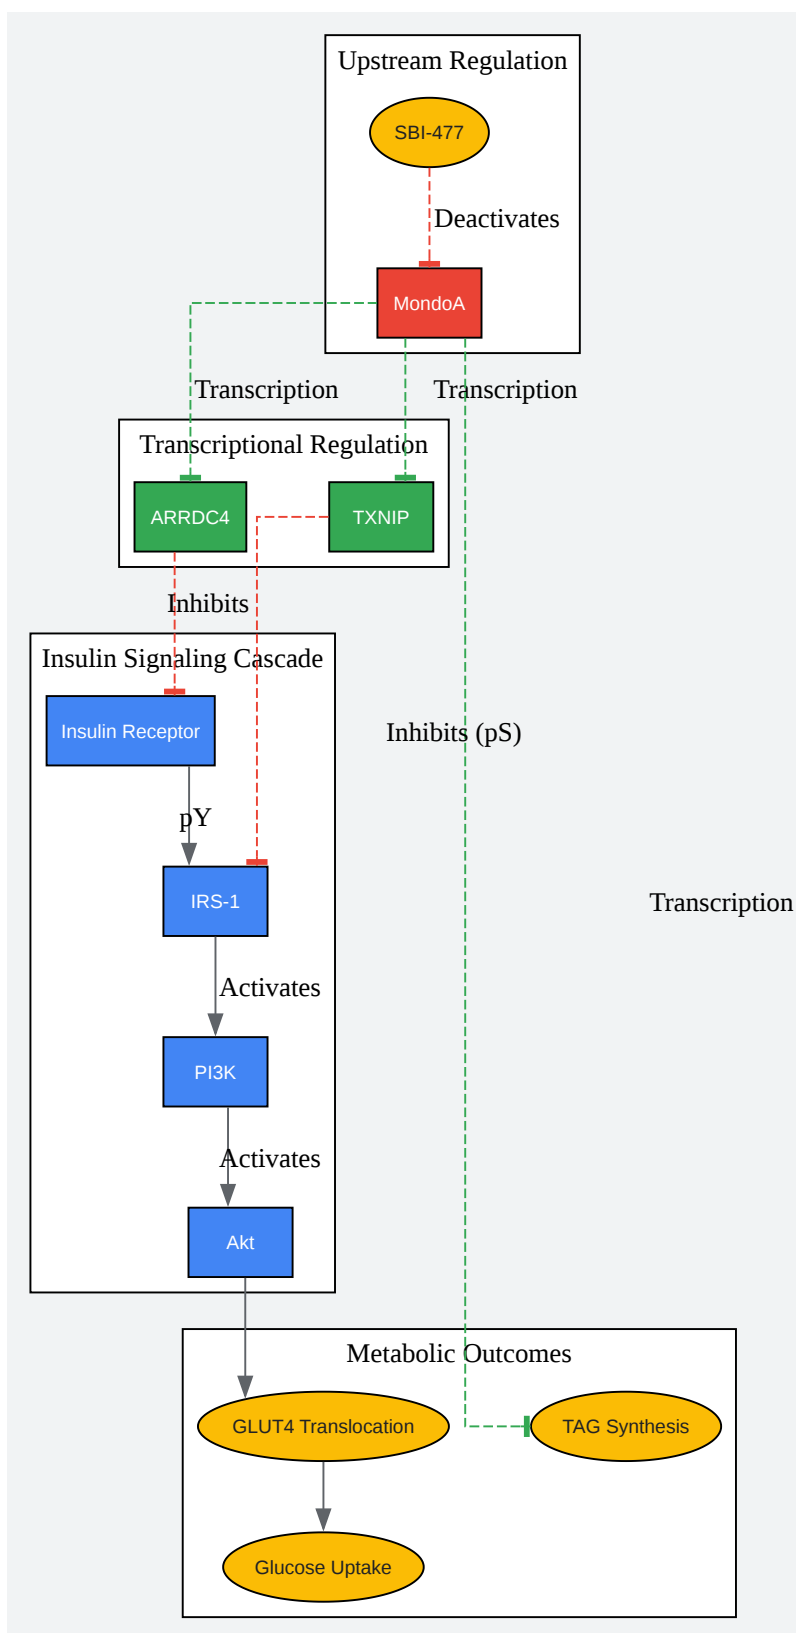 Upstream Regulation
SBI-477
Deactivates
MondoA
Transcription
Transcription
Transcriptional Regulation
ARRDC4
TXNIP
Inhibits
Insulin Signaling Cascade
Insulin Receptor
Inhibits (pS)
pY
IRS-1
Transcription
Activates
PI3K
Activates
Akt
Metabolic Outcomes
GLUT4 Translocation
TAG Synthesis
Glucose Uptake